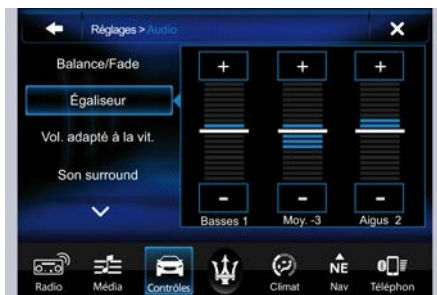 Réglages > Audio
Balance/Fade
Égaliseur
Vol. adapté à la vit.
Son surround
+ + +
- - -
Basses 1 Moy. -3 Aigus 2
Radio Média Contrôles Climat NE Nav Téléphon